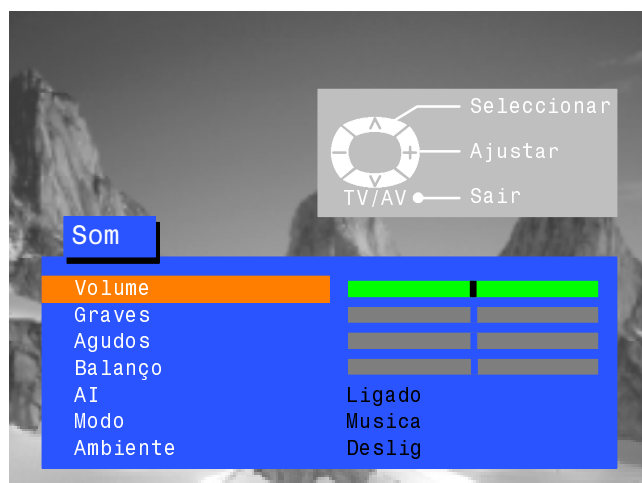 Seleccionar
Ajustar
TV/AV Sair
Som
Volume
Graves
Agudos
Balanço
AI Ligado
Modo Musica
Ambiente Deslig